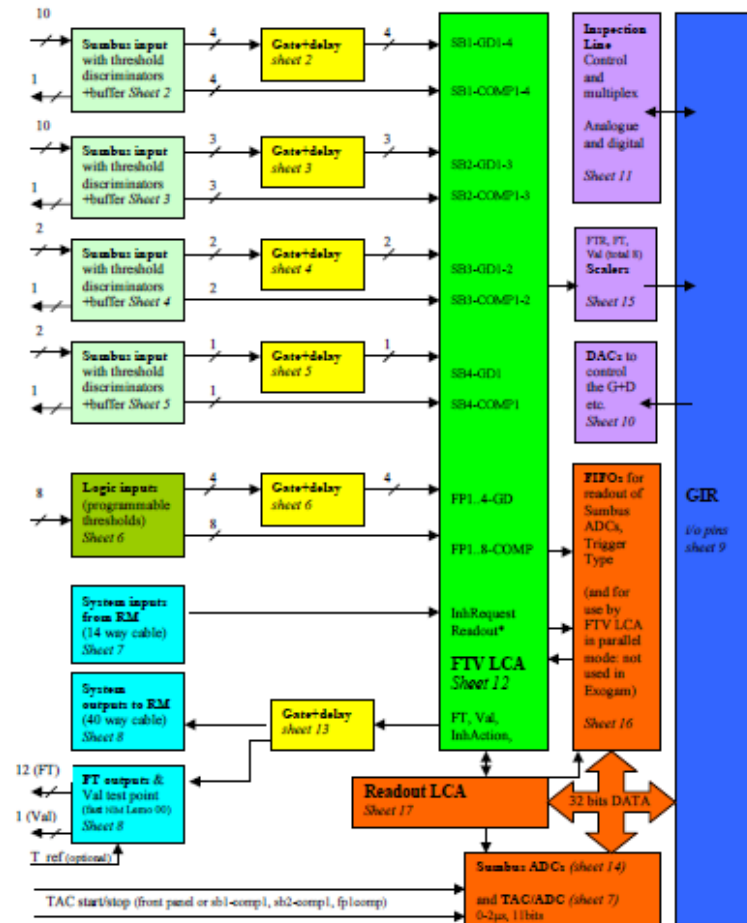 10
Sumbus input
with threshold
discriminators
+buffer Sheet 2
1
4
4
Gate+delay
sheet 2
4
SB1-GD1-4
SB1-COMP1-4
10
Sumbus input
with threshold
discriminators
+buffer Sheet 3
1
3
3
Gate+delay
sheet 3
3
SB2-GD1-3
SB2-COMP1-3
2
Sumbus input
with threshold
discriminators
+buffer Sheet 4
1
2
2
Gate+delay
sheet 4
2
SB3-GD1-2
SB3-COMP1-2
2
Sumbus input
with threshold
discriminators
+buffer Sheet 5
1
1
1
Gate+delay
sheet 5
1
SB4-GD1
SB4-COMP1
8
Logic inputs
(programmable
thresholds)
Sheet 6
4
8
Gate+delay
sheet 6
4
FP1..4-GD
FP1..8-COMP
System inputs
from RM
(14 way cable)
Sheet 7
InhRequest
Readout*
FTV LCA
Sheet 12
FT, Val,
InhAction,
System
outputs to RM
(40 way cable)
Sheet 8
Gate+delay
sheet 13
12 (FT)
1 (Val)
FT outputs &
Val test point
(fast NIM Lemo 00)
Sheet 8
T_ref (optional)
TAC start/stop (front panel or sb1-comp1, sb2-comp1, fp1comp)
Inspection
Line
Control
and
multiplex
Analogue
and digital
Sheet 11
FTR, FT,
Val (total 8)
Scalers
Sheet 15
DACs to
control
the G+D
etc.
Sheet 10
FIFOs for
readout of
Sumbus
ADCs,
Trigger
Type
(and for
use by
FTV LCA
in parallel
mode: not
used in
Exogam)
Sheet 16
GIR
i/o pins
sheet 9
Readout LCA
Sheet 17
32 bits DATA
Sumbus ADCs (sheet 14)
and TAC/ADC (sheet 7)
0-2μs, 11bits